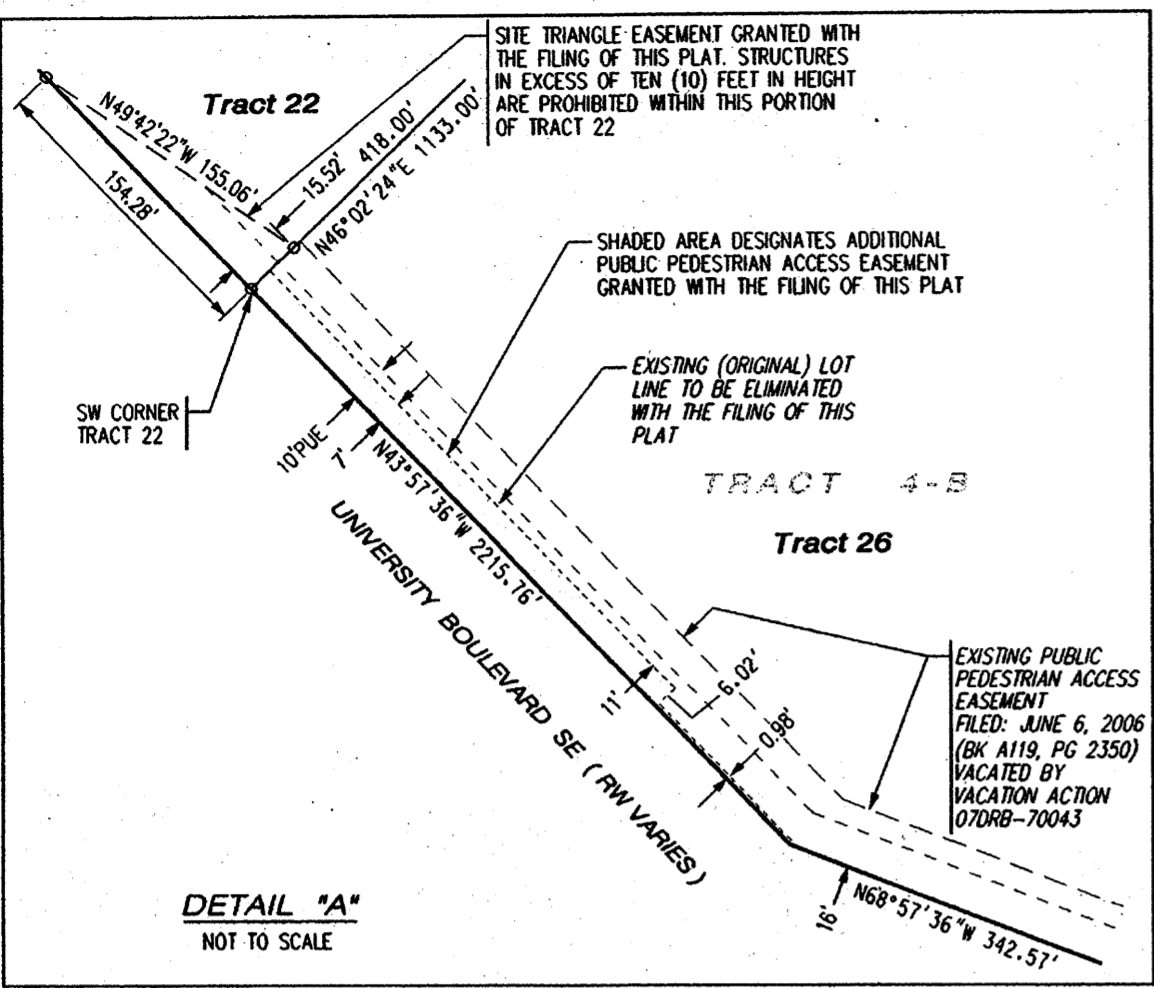 SITE TRIANGLE EASEMENT GRANTED WITH
THE FILING OF THIS PLAT. STRUCTURES
IN EXCESS OF TEN (10) FEET IN HEIGHT
ARE PROHIBITED WITHIN THIS PORTION
OF TRACT 22
Tract 22
N49°42'22"W 155.06'
154.28'
15.52' 418.00'
N46°02'24"E 1133.00'
SHADED AREA DESIGNATES ADDITIONAL
PUBLIC PEDESTRIAN ACCESS EASEMENT
GRANTED WITH THE FILING OF THIS PLAT
EXISTING (ORIGINAL) LOT
LINE TO BE ELIMINATED
WITH THE FILING OF THIS
PLAT
SW CORNER
TRACT 22
10'PUE
7'
N43°57'36"W 2215.76'
TRACT 4-B
Tract 26
UNIVERSITY BOULEVARD SE (RW VARIES)
11'
6.02'
0.98'
EXISTING PUBLIC
PEDESTRIAN ACCESS
EASEMENT
FILED: JUNE 6, 2006
(BK A119, PG 2350)
VACATED BY
VACATION ACTION
07DRB-70043
16'
N68°57'36"W 342.57'
DETAIL "A"
NOT TO SCALE